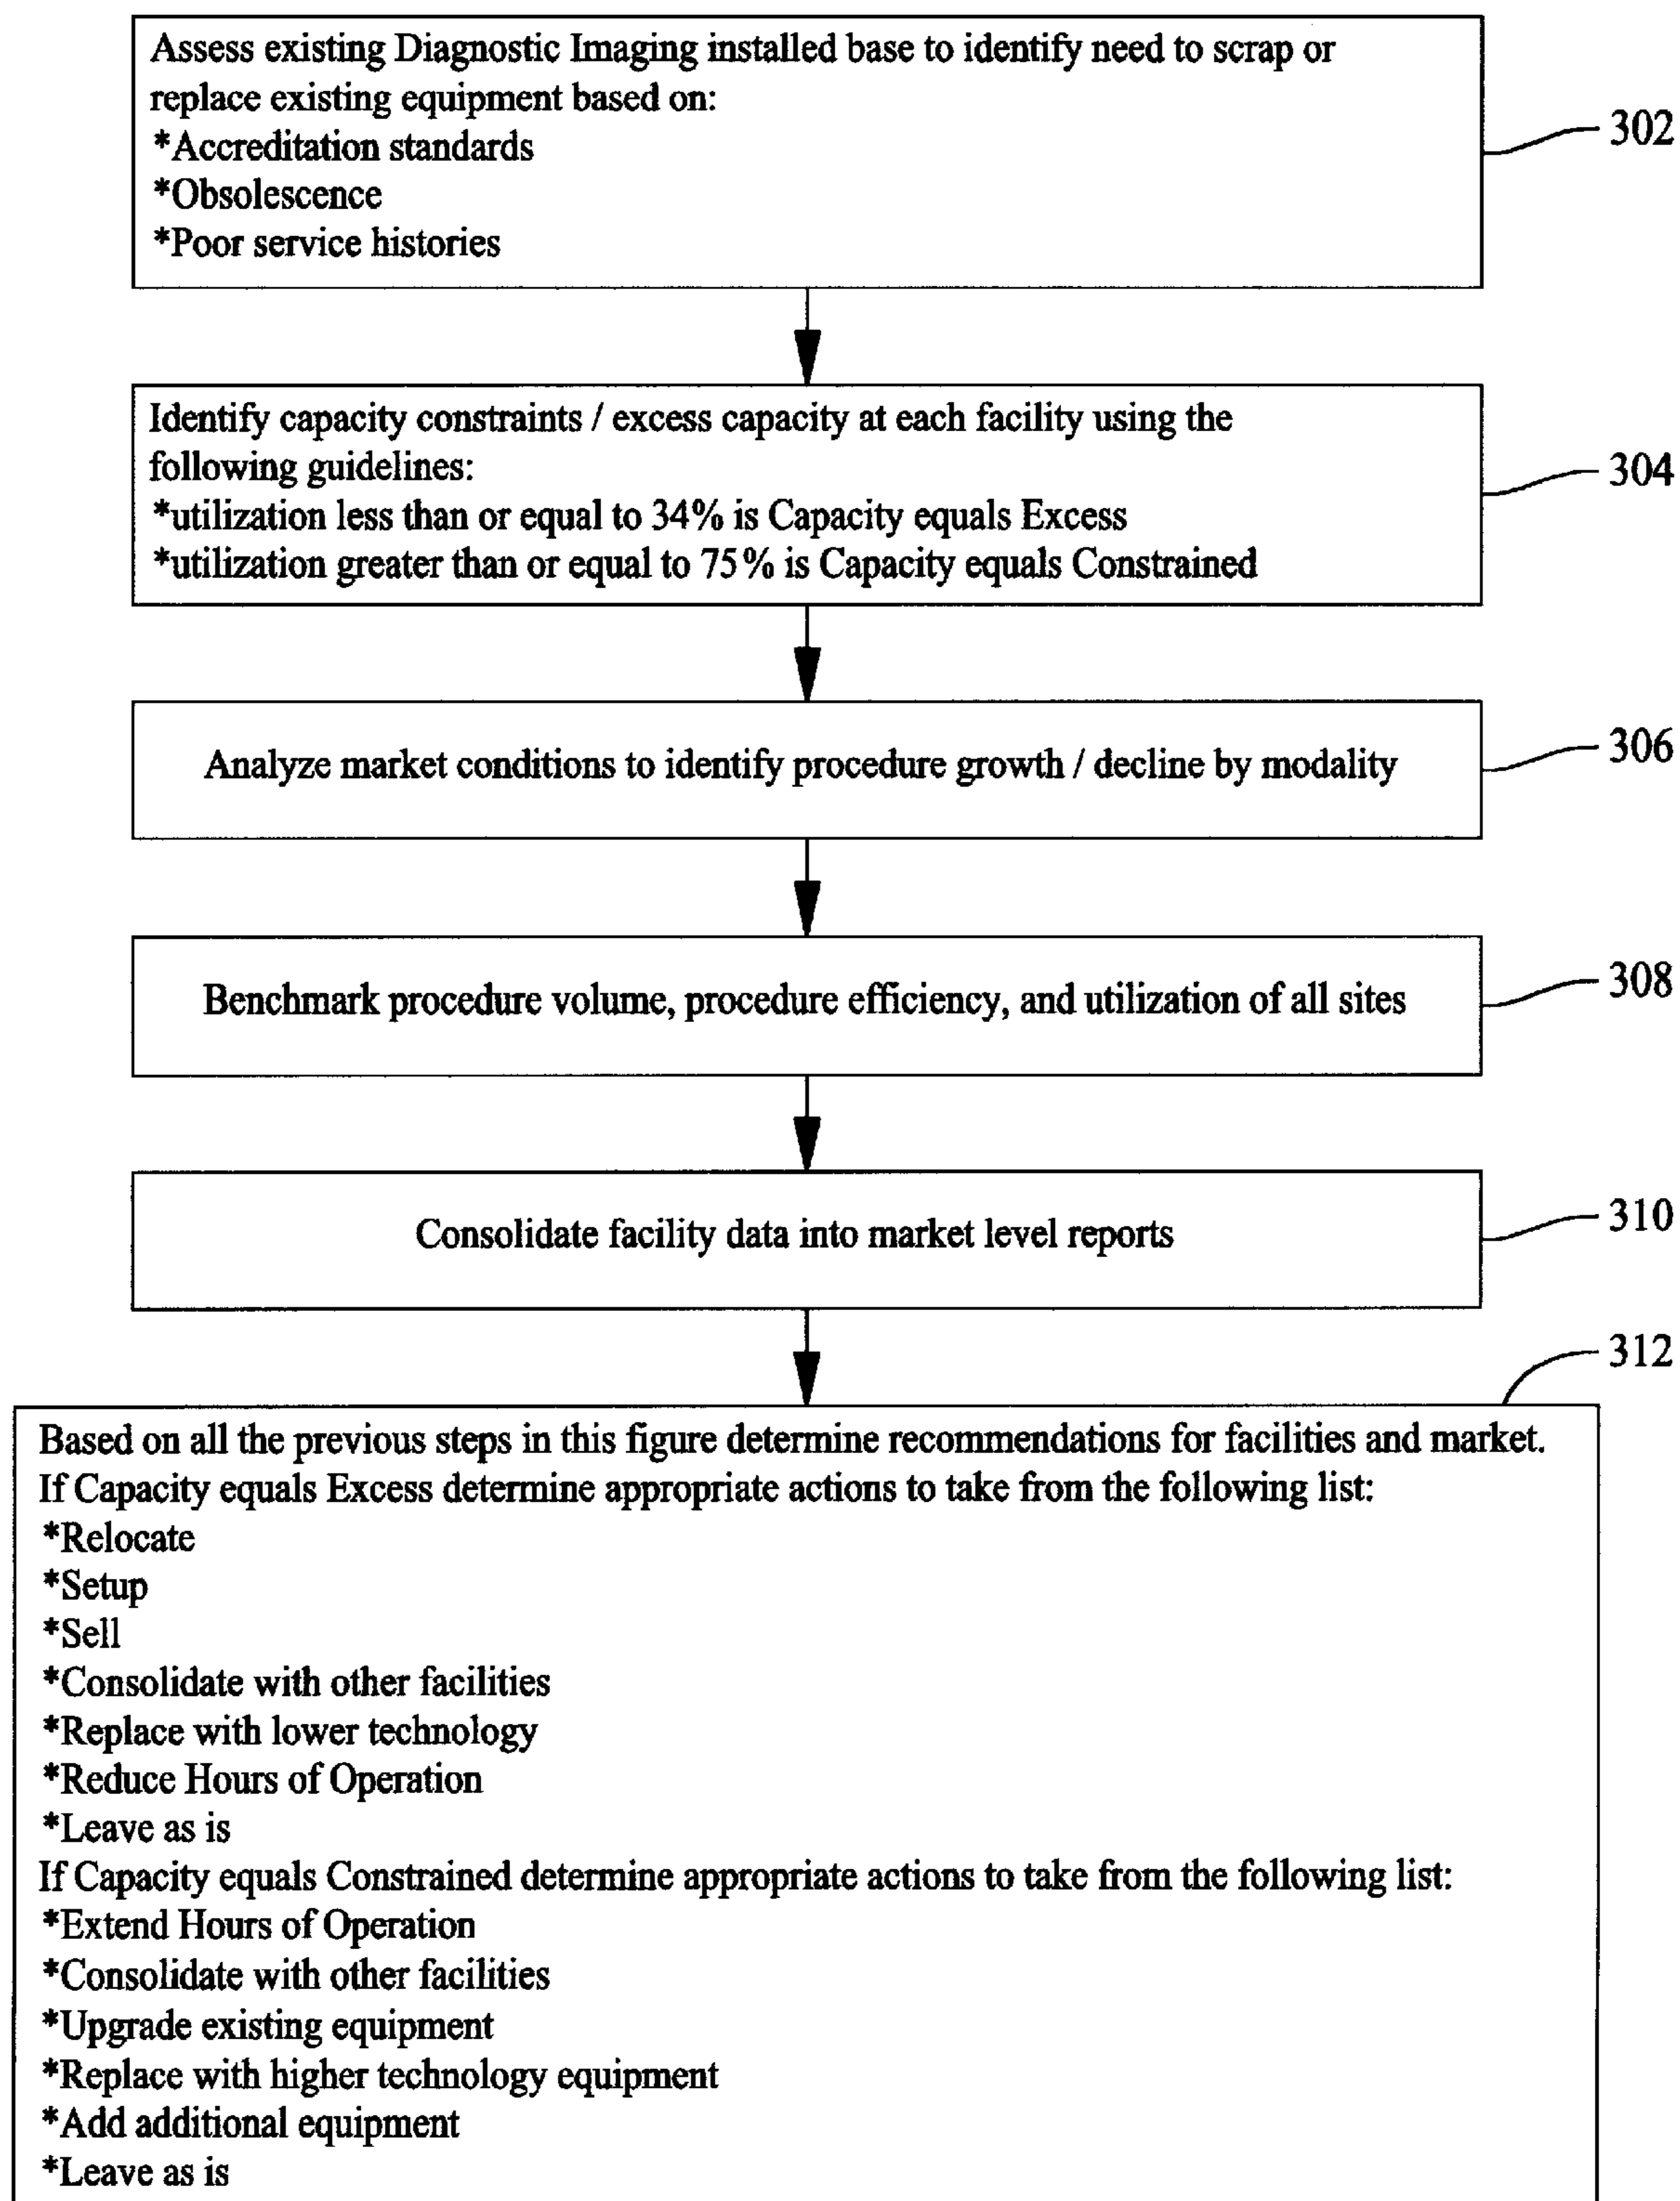 Assess existing Diagnostic Imaging installed base to identify need to scrap or
replace existing equipment based on:
*Accreditation standards
*Obsolescence
*Poor service histories
302
Identify capacity constraints / excess capacity at each facility using the
following guidelines:
*utilization less than or equal to 34% is Capacity equals Excess
*utilization greater than or equal to 75% is Capacity equals Constrained
304
Analyze market conditions to identify procedure growth / decline by modality
306
Benchmark procedure volume, procedure efficiency, and utilization of all sites
308
Consolidate facility data into market level reports
310
312
Based on all the previous steps in this figure determine recommendations for facilities and market.
If Capacity equals Excess determine appropriate actions to take from the following list:
*Relocate
*Setup
*Sell
*Consolidate with other facilities
*Replace with lower technology
*Reduce Hours of Operation
*Leave as is
If Capacity equals Constrained determine appropriate actions to take from the following list:
*Extend Hours of Operation
*Consolidate with other facilities
*Upgrade existing equipment
*Replace with higher technology equipment
*Add additional equipment
*Leave as is